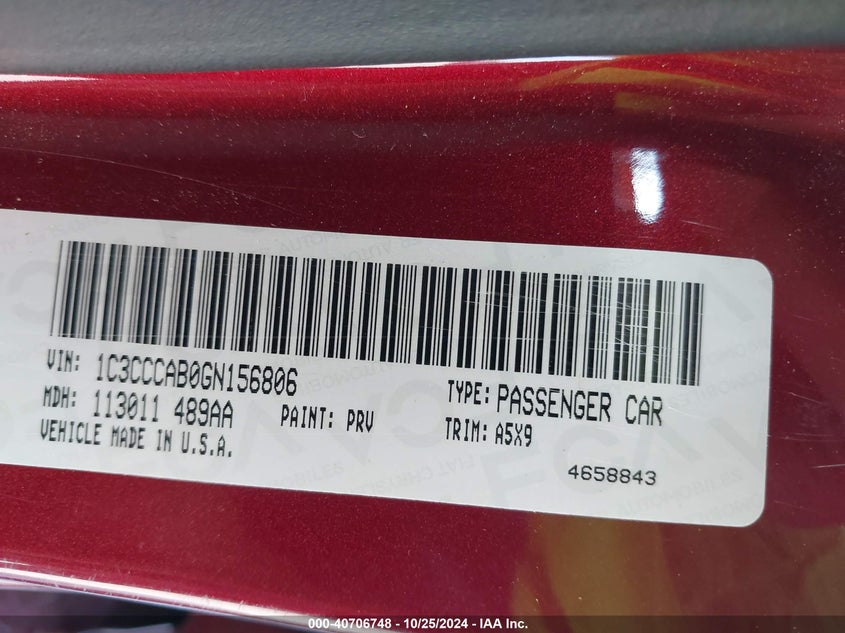 VIN: 1C3CCCAB0GN156806
TYPE: PASSENGER CAR
MDH: 113011 489AA
PAINT: PRV
TRIM: A5X9
VEHICLE MADE IN U.S.A.
4658843
000-40706748 - 10/25/2024 - IAA Inc.